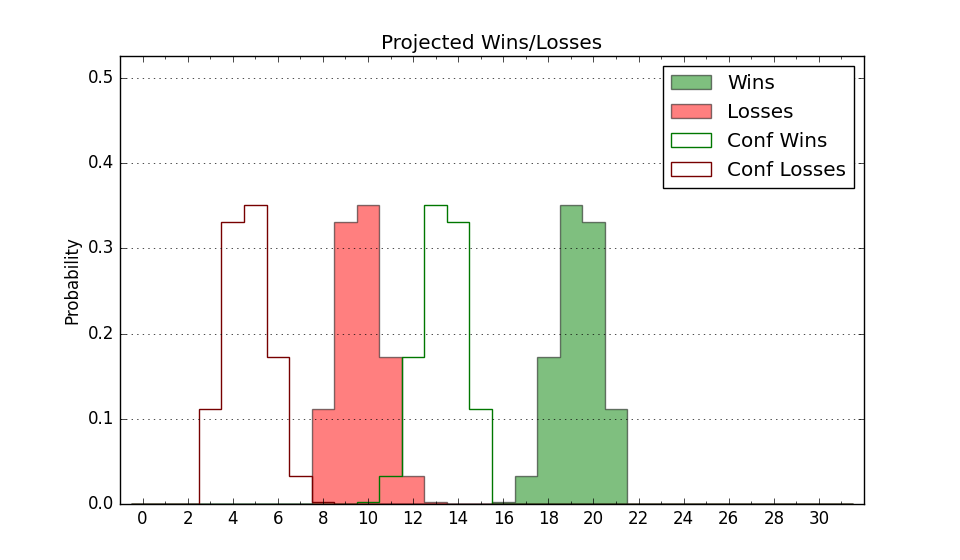 Projected Wins/Losses
0.5
0.4
0.3
0.2
0.1
0.0
Probability
Wins
Losses
Conf Wins
Conf Losses
0 2 4 6 8 10 12 14 16 18 20 22 24 26 28 30